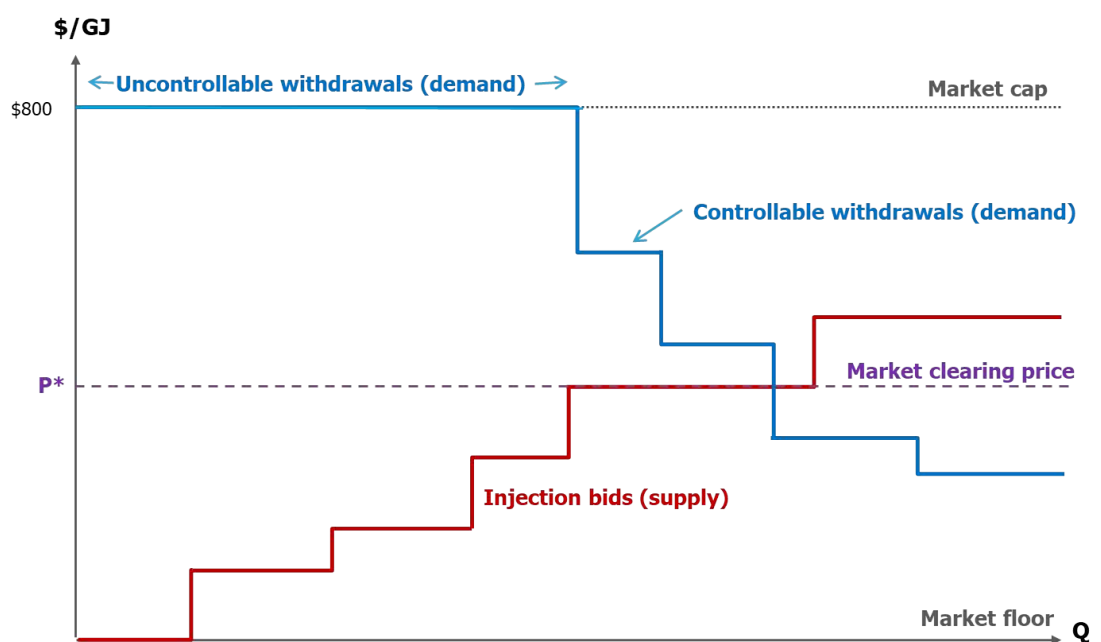 $/GJ
Uncontrollable withdrawals (demand)
Market cap
$800
Controllable withdrawals (demand)
Market clearing price
P*
Injection bids (supply)
Market floor
Q